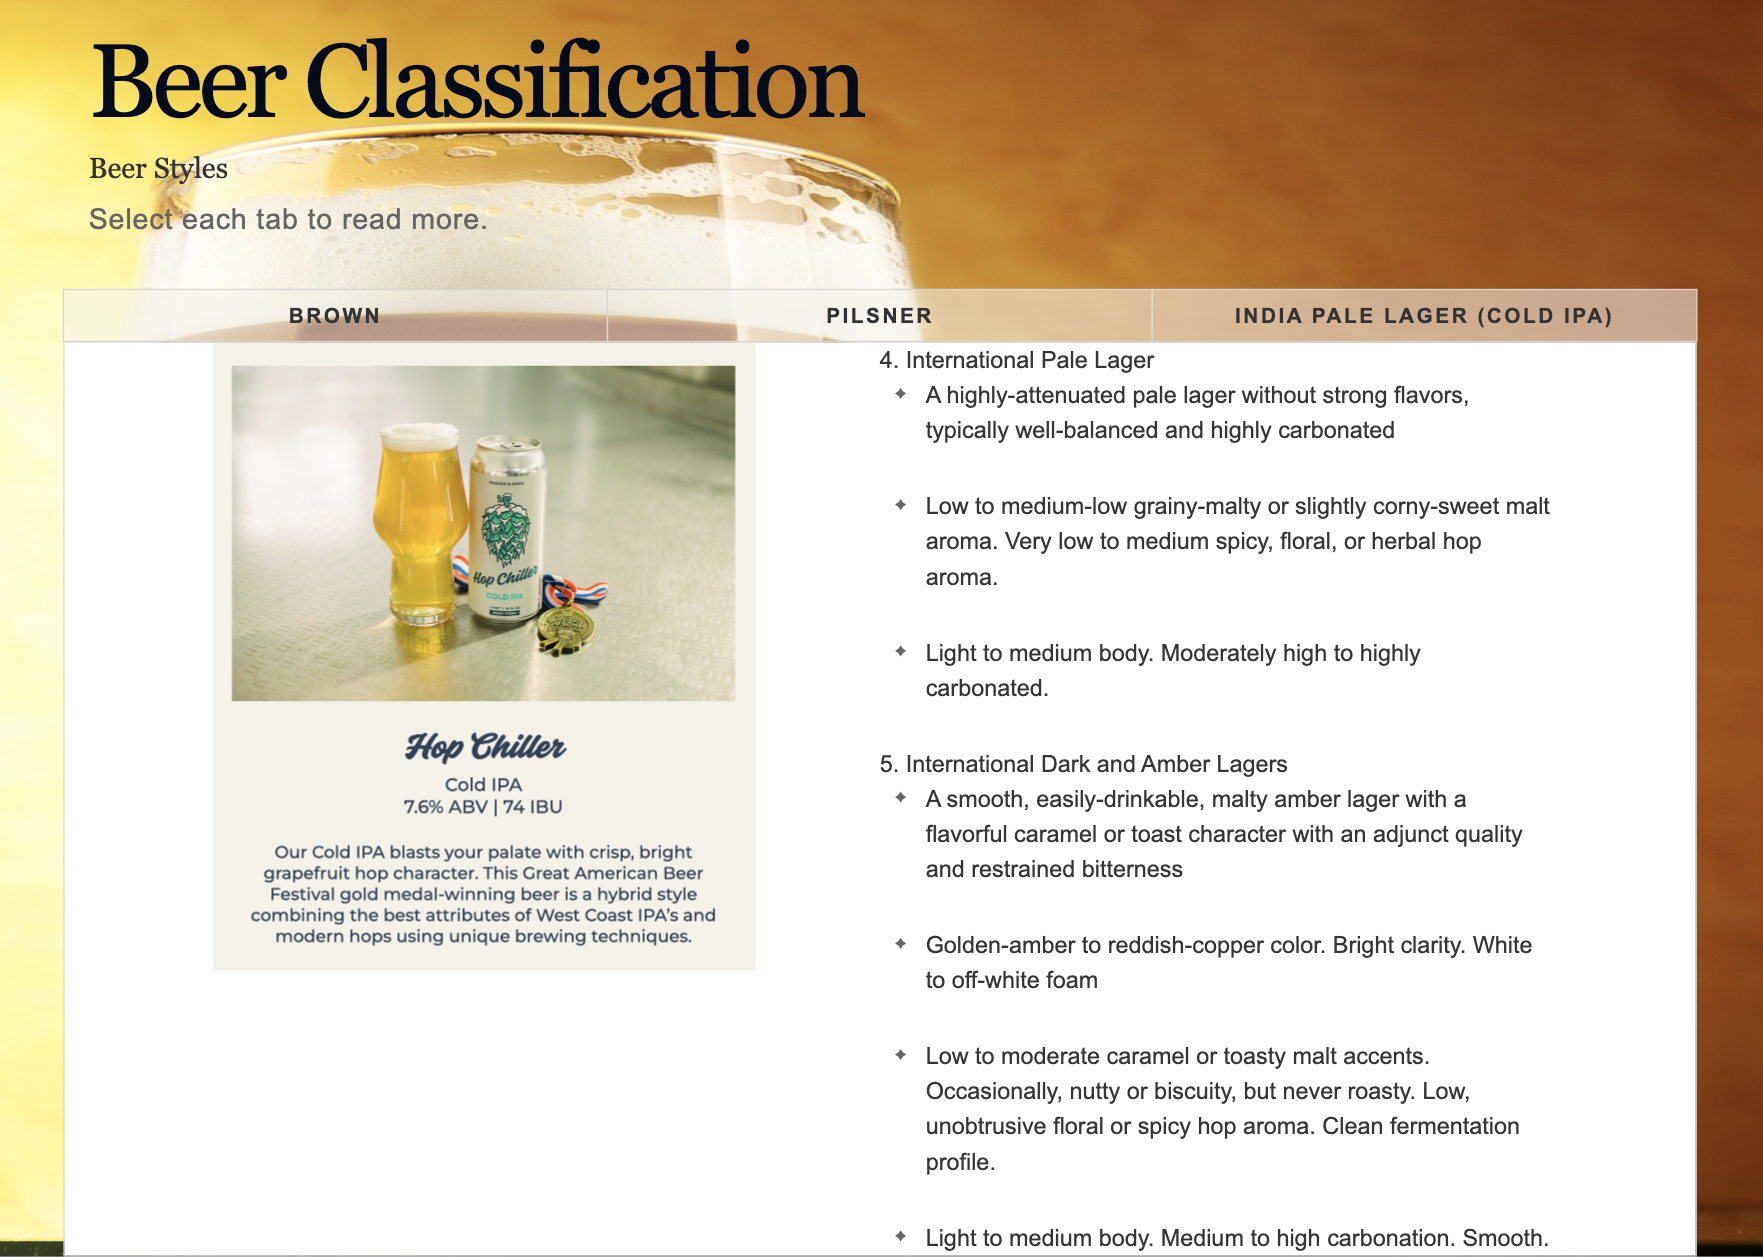 Beer Classification
Beer Styles
Select each tab to read more.
BROWN
PILSNER
INDIA PALE LAGER (COLD IPA)
Hop Chiller
COLD IPA
Hop Chiller
Cold IPA
7.6% ABV | 74 IBU
Our Cold IPA blasts your palate with crisp, bright
grapefruit hop character. This Great American Beer
Festival gold medal-winning beer is a hybrid style
combining the best attributes of West Coast IPA's and
modern hops using unique brewing techniques.
4. International Pale Lager
✦ A highly-attenuated pale lager without strong flavors,
typically well-balanced and highly carbonated
✦ Low to medium-low grainy-malty or slightly corny-sweet malt
aroma. Very low to medium spicy, floral, or herbal hop
aroma.
✦ Light to medium body. Moderately high to highly
carbonated.
5. International Dark and Amber Lagers
✦ A smooth, easily-drinkable, malty amber lager with a
flavorful caramel or toast character with an adjunct quality
and restrained bitterness
✦ Golden-amber to reddish-copper color. Bright clarity. White
to off-white foam
✦ Low to moderate caramel or toasty malt accents.
Occasionally, nutty or biscuity, but never roasty. Low,
unobtrusive floral or spicy hop aroma. Clean fermentation
profile.
✦ Light to medium body. Medium to high carbonation. Smooth.